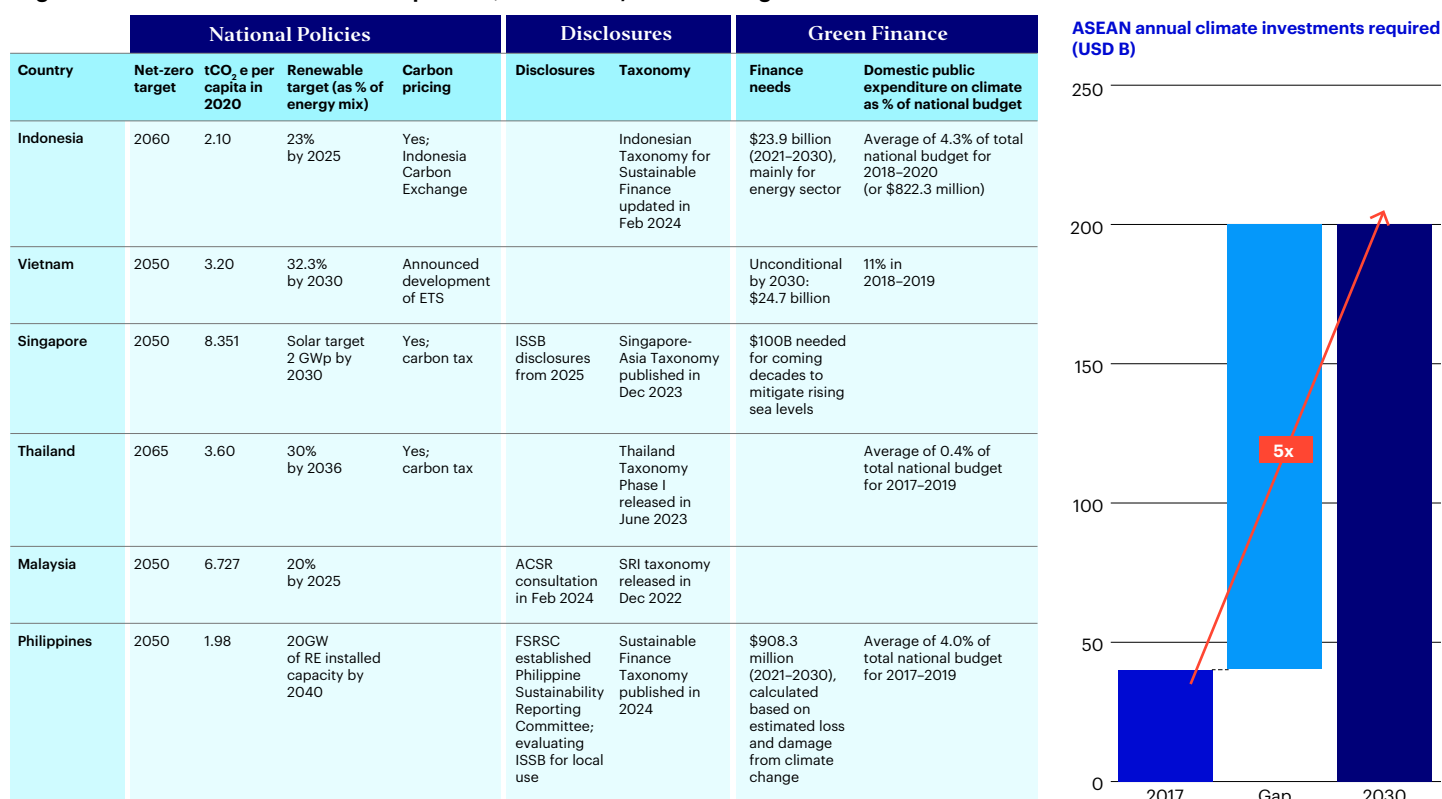 National Policies
Disclosures
Green Finance
Country
Net-zero
target
tCO2 e per
capita in
2020
Renewable
target (as % of
energy mix)
Carbon
pricing
Disclosures
Taxonomy
Finance
needs
Domestic public
expenditure on climate
as % of national budget
Indonesia
2060
2.10
23%
by 2025
Yes;
Indonesia
Carbon
Exchange
Indonesian
Taxonomy for
Sustainable
Finance
updated in
Feb 2024
$23.9 billion
(2021–2030),
mainly for
energy sector
Average of 4.3% of total
national budget for
2018–2020
(or $822.3 million)
Vietnam
2050
3.20
32.3%
by 2030
Announced
development
of ETS
Unconditional
by 2030:
$24.7 billion
11% in
2018–2019
Singapore
2050
8.351
Solar target
2 GWp by
2030
Yes;
carbon tax
ISSB
disclosures
from 2025
Singapore-
Asia Taxonomy
published in
Dec 2023
$100B needed
for coming
decades to
mitigate rising
sea levels
Thailand
2065
3.60
30%
by 2036
Yes;
carbon tax
Thailand
Taxonomy
Phase I
released in
June 2023
Average of 0.4% of
total national budget
for 2017–2019
Malaysia
2050
6.727
20%
by 2025
ACSR
consultation
in Feb 2024
SRI taxonomy
released in
Dec 2022
Philippines
2050
1.98
20GW
of RE installed
capacity by
2040
FSRSC
established
Philippine
Sustainability
Reporting
Committee;
evaluating
ISSB for local
use
Sustainable
Finance
Taxonomy
published in
2024
$908.3
million
(2021–2030),
calculated
based on
estimated loss
and damage
from climate
change
Average of 4.0% of
total national budget
for 2017–2019
ASEAN annual climate investments required
(USD B)
250
200
150
100
50
0
5x
2017
Gap
2030